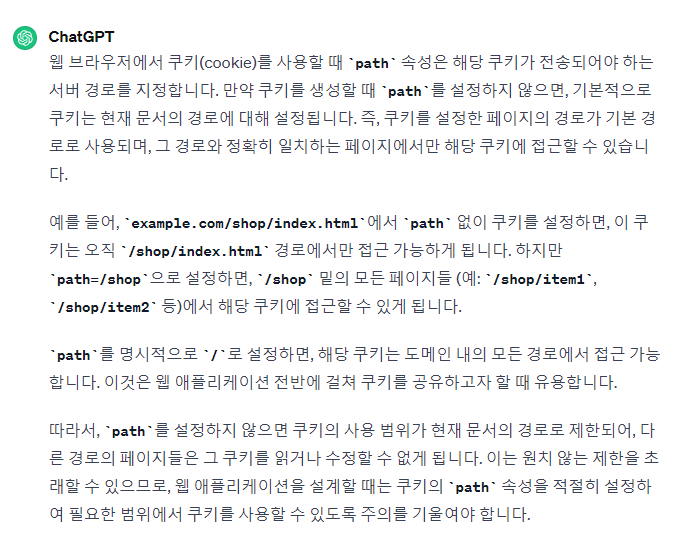 ChatGPT
웹 브라우저에서 쿠키(cookie)를 사용할 때 `path` 속성은 해당 쿠키가 전송되어야 하는
서버 경로를 지정합니다. 만약 쿠키를 생성할 때 `path`를 설정하지 않으면, 기본적으로
쿠키는 현재 문서의 경로에 대해 설정됩니다. 즉, 쿠키를 설정한 페이지의 경로가 기본 경
로로 사용되며, 그 경로와 정확히 일치하는 페이지에서만 해당 쿠키에 접근할 수 있습니
다.
예를 들어, `example.com/shop/index.html`에서 `path` 없이 쿠키를 설정하면, 이 쿠
키는 오직 `/shop/index.html` 경로에서만 접근 가능하게 됩니다. 하지만
`path=/shop`으로 설정하면, `/shop` 밑의 모든 페이지들 (예: `/shop/item1`,
`/shop/item2` 등)에서 해당 쿠키에 접근할 수 있게 됩니다.
`path`를 명시적으로 `/`로 설정하면, 해당 쿠키는 도메인 내의 모든 경로에서 접근 가능
합니다. 이것은 웹 애플리케이션 전반에 걸쳐 쿠키를 공유하고자 할 때 유용합니다.
따라서, `path`를 설정하지 않으면 쿠키의 사용 범위가 현재 문서의 경로로 제한되어, 다
른 경로의 페이지들은 그 쿠키를 읽거나 수정할 수 없게 됩니다. 이는 원치 않는 제한을 초
래할 수 있으므로, 웹 애플리케이션을 설계할 때는 쿠키의 `path` 속성을 적절히 설정하
여 필요한 범위에서 쿠키를 사용할 수 있도록 주의를 기울여야 합니다.